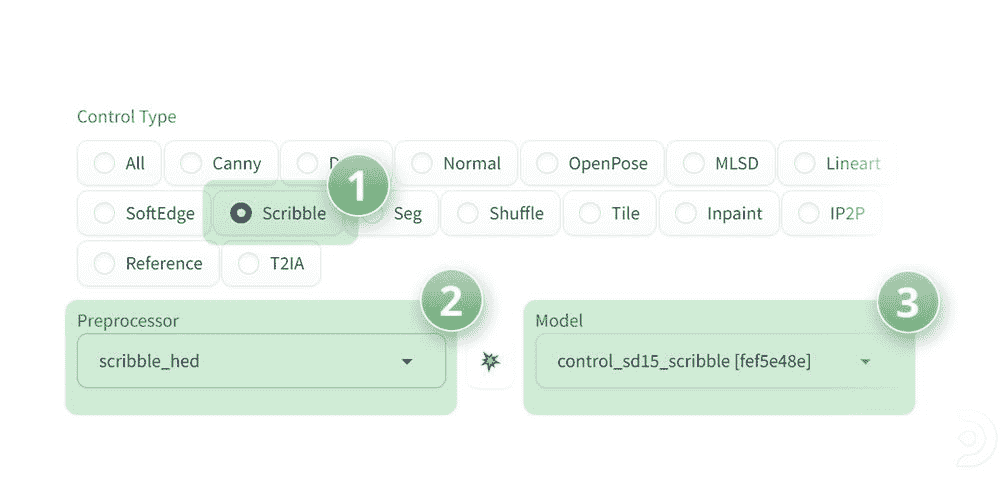 Control Type
All Canny Normal OpenPose MLSD Lineart
1
SoftEdge Scribble Seg Shuffle Tile Inpaint IP2P
Reference T2IA
2
3
Preprocessor Model
scribble_hed control_sd15_scribble [fef5e48e]